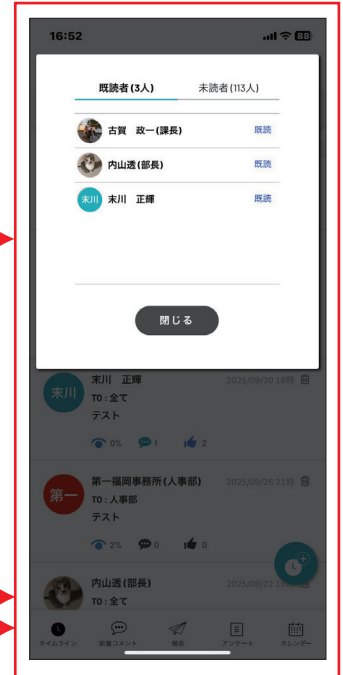 16:52
88
既読者(3人) 未読者(113人)
古賀 政一(課長) 既読
内山透(部長) 既読
末川 末川 正輝 既読
閉じる
末川 正輝 2025/09/30 16時
末川
TO:全て
テスト
0% 1 2
第一福岡事務所(人事部) 2025/09/26 21時
第一
TO:人事部
テスト
2% 0 0
内山透(部長) 2025/09/22
TO:全て
タイムライン 新着コメント 報告 アンケート カレンダー